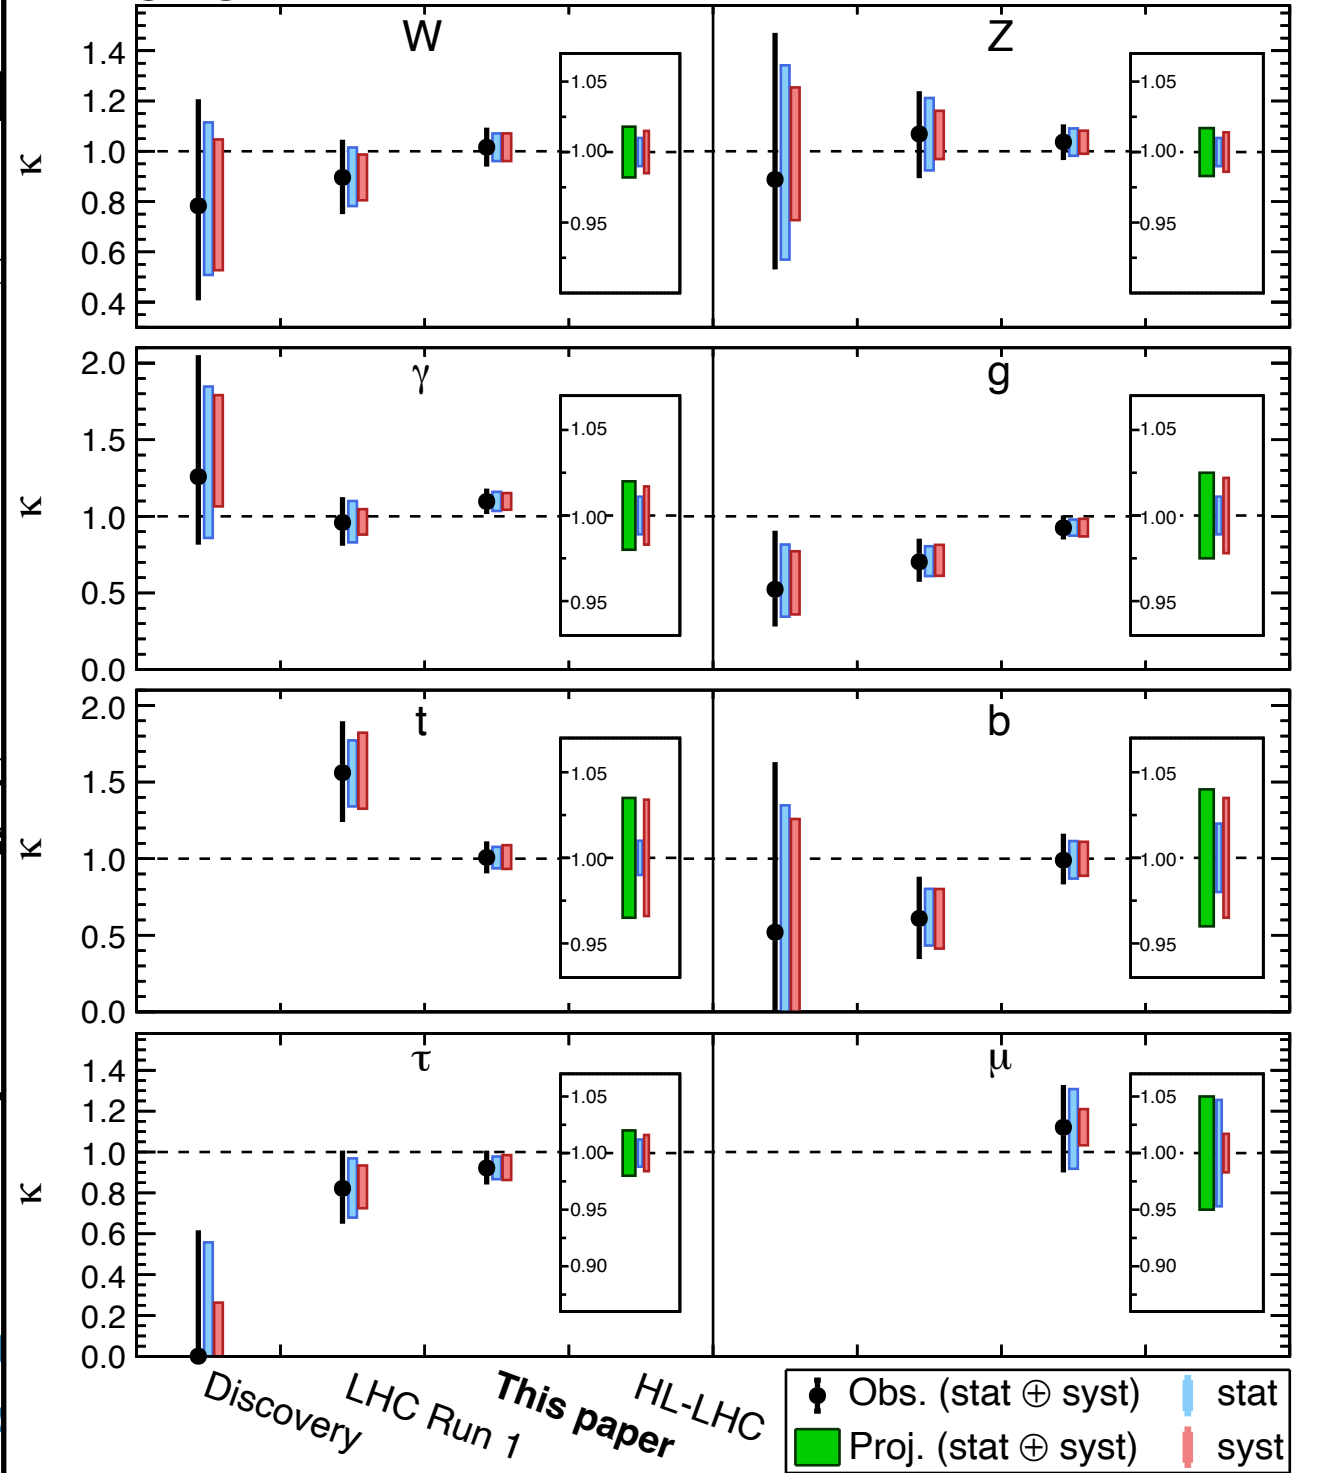 W
Z
κ
1.4
1.2
1.0
0.8
0.6
0.4
1.05
1.00
0.95
1.05
1.00
0.95
γ
g
κ
2.0
1.5
1.0
0.5
0.0
1.05
1.00
0.95
1.05
1.00
0.95
t
b
κ
2.0
1.5
1.0
0.5
0.0
1.05
1.00
0.95
1.05
1.00
0.95
τ
μ
κ
1.4
1.2
1.0
0.8
0.6
0.4
0.2
0.0
1.05
1.00
0.95
0.90
1.05
1.00
0.95
0.90
Discovery
LHC Run 1
This paper
HL-LHC
Obs. (stat ⊕ syst)
stat
Proj. (stat ⊕ syst)
syst